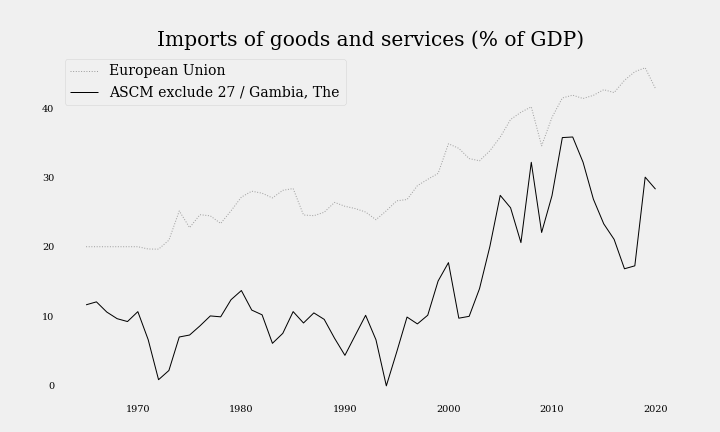 Imports of goods and services (% of GDP)
European Union
ASCM exclude 27 / Gambia, The
40
30
20
10
0
1970 1980 1990 2000 2010 2020